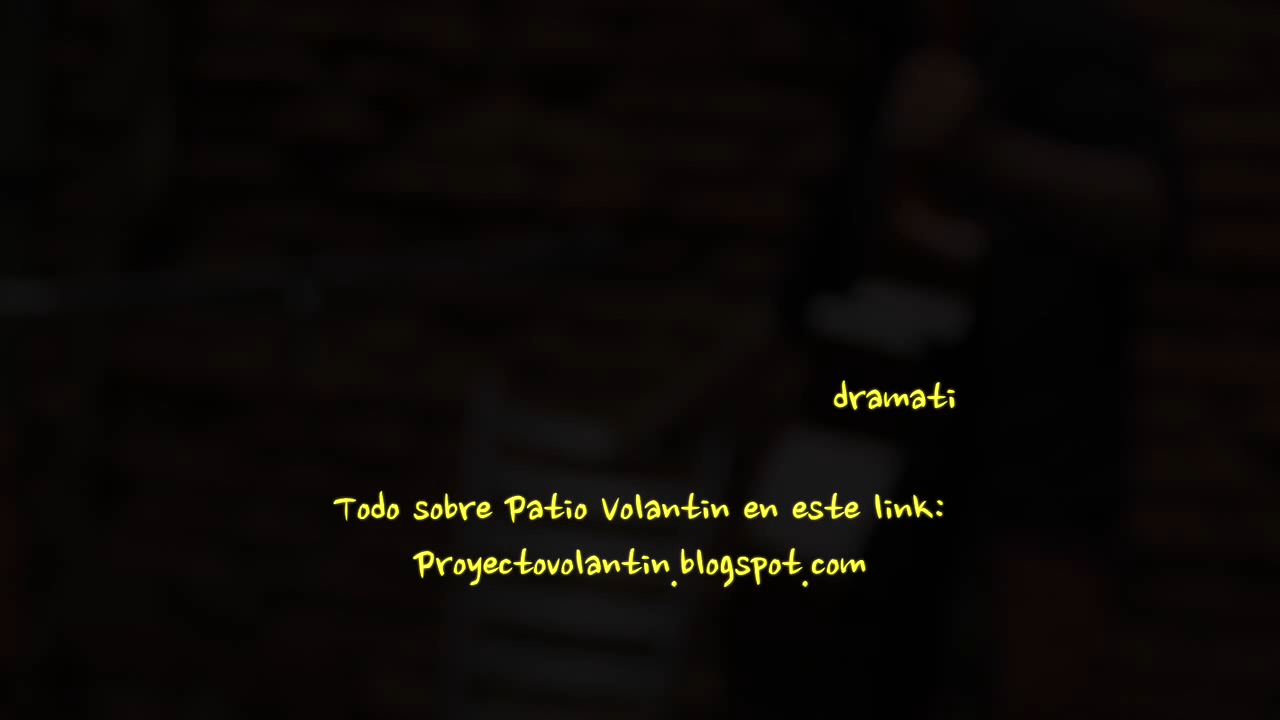 dramati
Todo sobre Patio Volantin en este link:
Proyectovolantin.blogspot.com